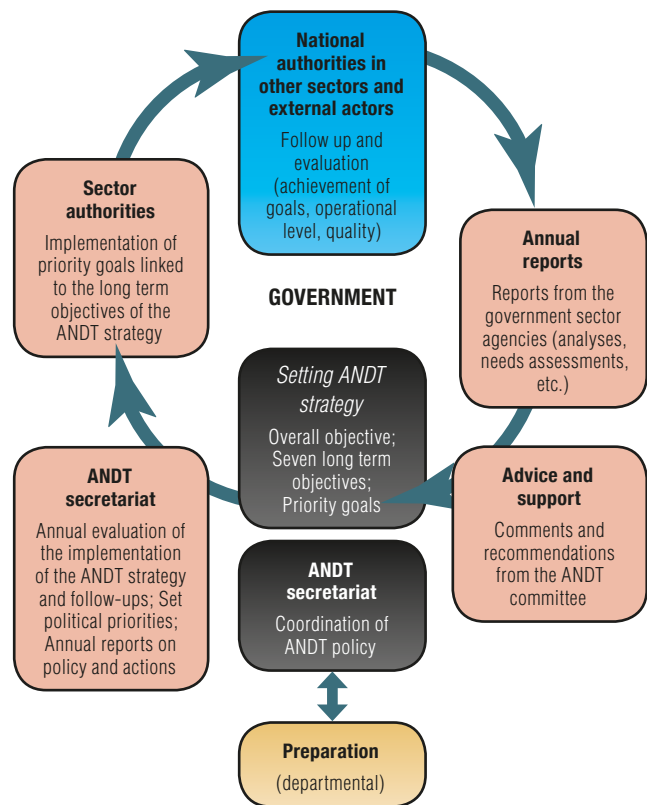 National
authorities in
other sectors and
external actors
Follow up and
evaluation
(achievement of
goals, operational
level, quality)
Sector
authorities
Implementation of
priority goals linked
to the long term
objectives of the
ANDT strategy
Annual
reports
Reports from the
government sector
agencies (analyses,
needs assessments,
etc.)
GOVERNMENT
Setting ANDT
strategy
Overall objective;
Seven long term
objectives;
Priority goals
ANDT
secretariat
Annual evaluation of
the implementation
of the ANDT strategy
and follow-ups; Set
political priorities;
Annual reports on
policy and actions
Advice and
support
Comments and
recommendations
from the ANDT
committee
ANDT
secretariat
Coordination of
ANDT policy
Preparation
(departmental)